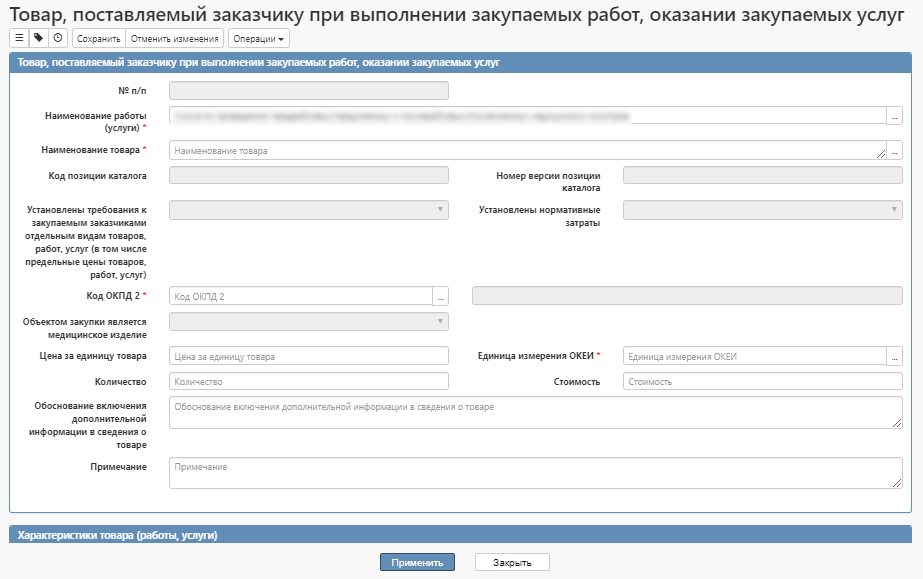 Товар, поставляемый заказчику при выполнении закупаемых работ, оказании закупаемых услуг
Сохранить Отменить изменения Операции
Товар, поставляемый заказчику при выполнении закупаемых работ, оказании закупаемых услуг
№ п/п
Наименование работы
(услуги) * ...
Наименование товара * Наименование товара ...
Код позиции каталога Номер версии позиции
каталога
Установлены требования к Установлены нормативные
закупаемым заказчиками затраты
отдельным видам товаров,
работ, услуг (в том числе
предельные цены товаров,
работ, услуг)
Код ОКПД 2 * Код ОКПД 2 ...
Объектом закупки является
медицинское изделие
Цена за единицу товара Цена за единицу товара Единица измерения ОКЕИ * Единица измерения ОКЕИ ...
Количество Количество Стоимость Стоимость
Обоснование включения Обоснование включения дополнительной информации в сведения о товаре
дополнительной
информации в сведения о
товаре
Примечание Примечание
Характеристики товара (работы, услуги)
Применить Закрыть